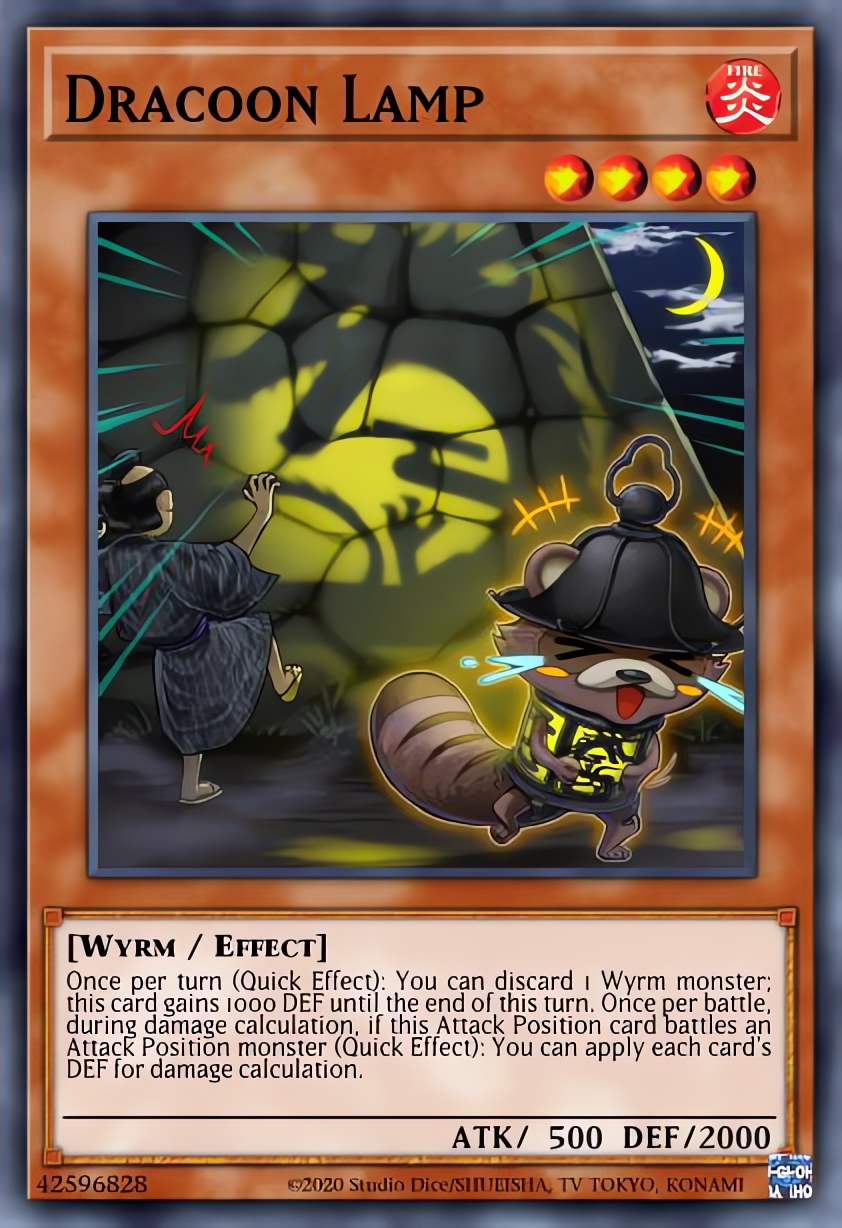 Dracoon Lamp
FIRE
炎
[Wyrm / Effect]
Once per turn (Quick Effect): You can discard 1 Wyrm monster;
this card gains 1000 DEF until the end of this turn. Once per battle,
during damage calculation, if this Attack Position card battles an
Attack Position monster (Quick Effect): You can apply each card's
DEF for damage calculation.
ATK/ 500 DEF/2000
42596828
©2020 Studio Dice/SHUEISHA, TV TOKYO, KONAMI